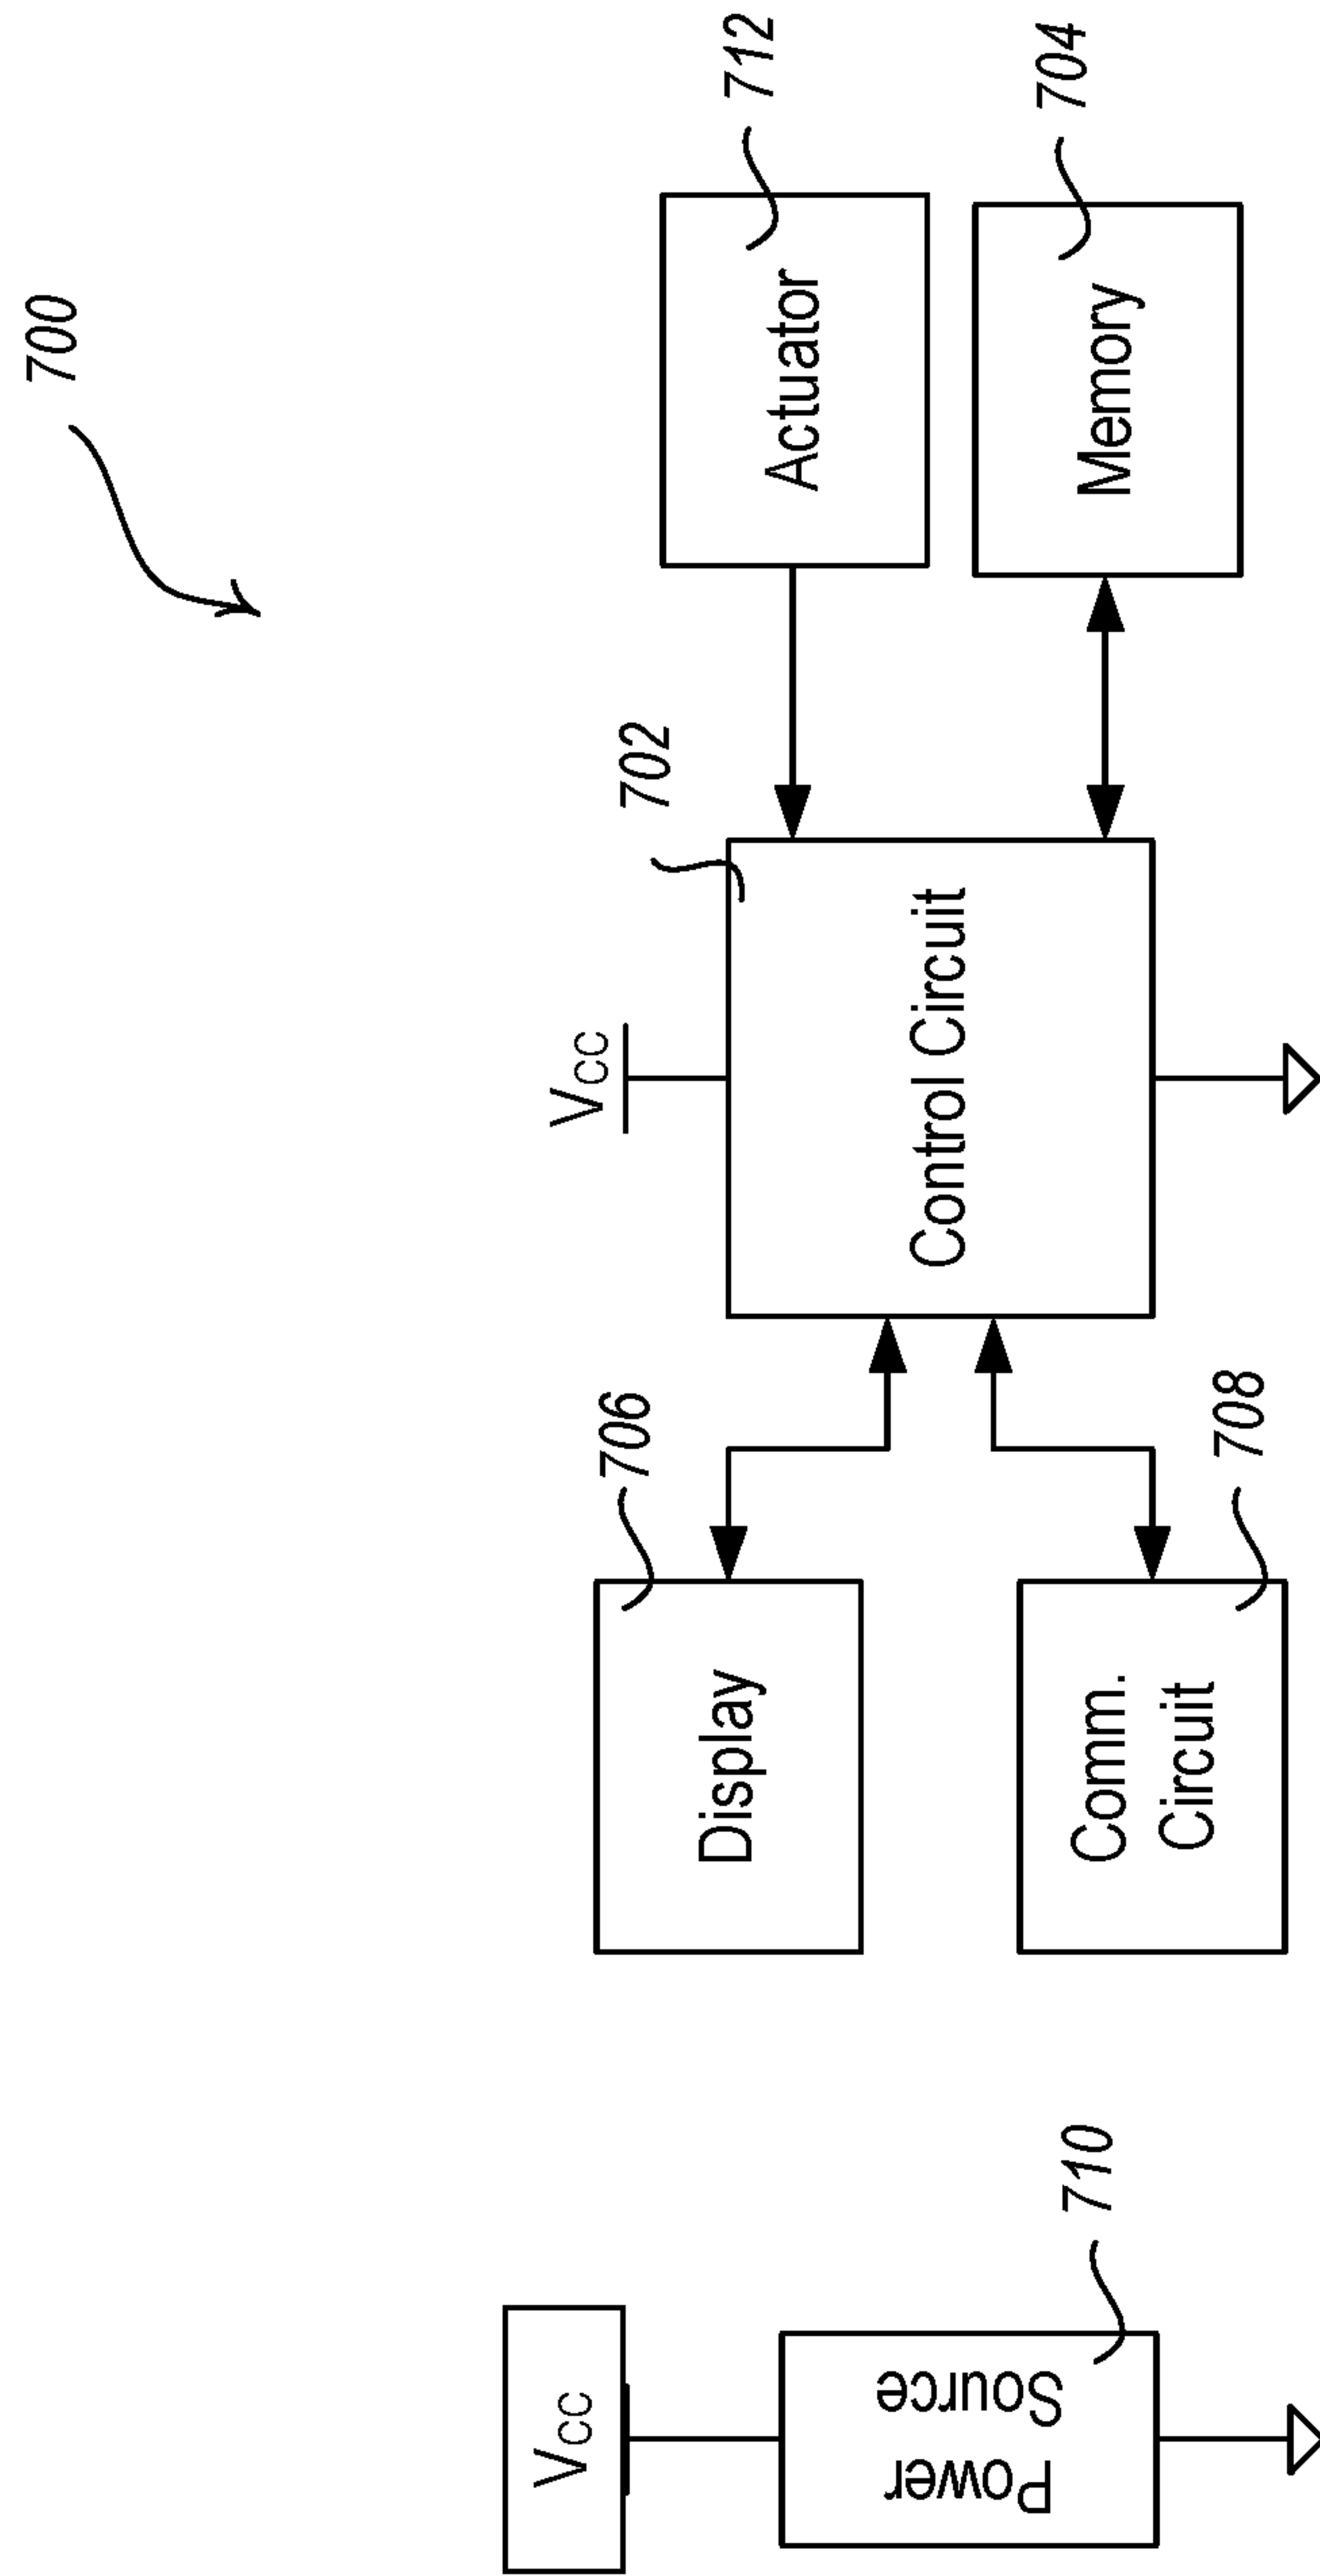 700
VCC
Power
Source
710
Display
706
Comm.
Circuit
708
VCC
702
Control Circuit
Actuator
712
Memory
704